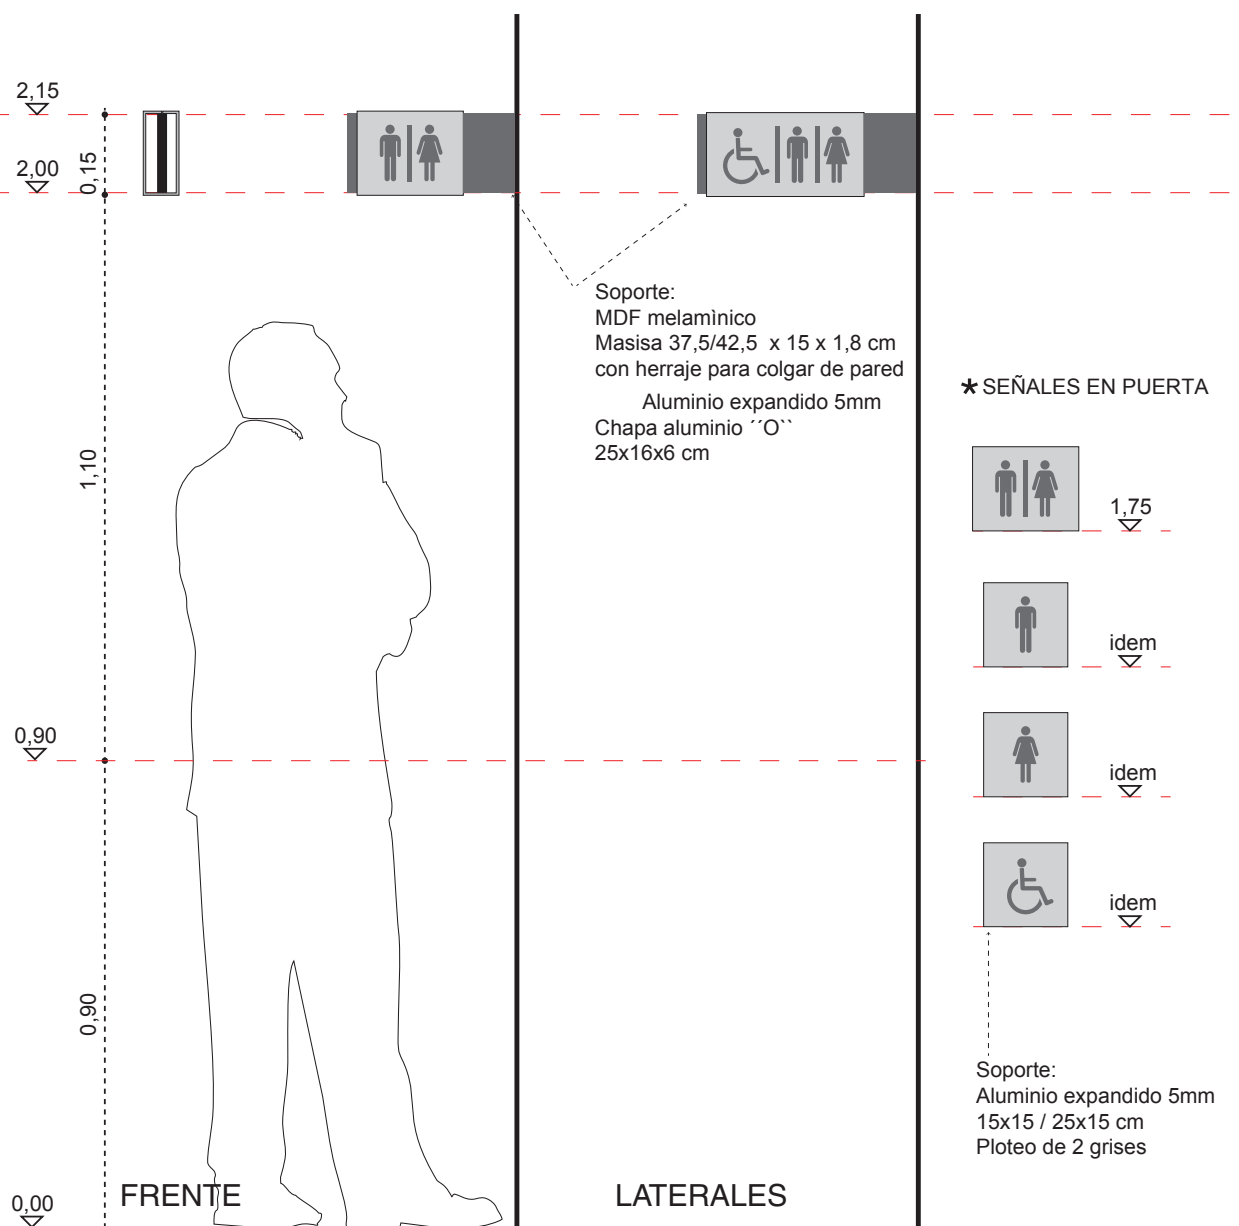 2,15
2,00
0,15
Soporte:
MDF melamìnico
Masisa 37,5/42,5 x 15 x 1,8 cm
con herraje para colgar de pared
Aluminio expandido 5mm
Chapa aluminio ´´O``
25x16x6 cm
* SEÑALES EN PUERTA
1,10
1,75
idem
0,90
idem
idem
0,90
Soporte:
Aluminio expandido 5mm
15x15 / 25x15 cm
Ploteo de 2 grises
FRENTE
LATERALES
0,00